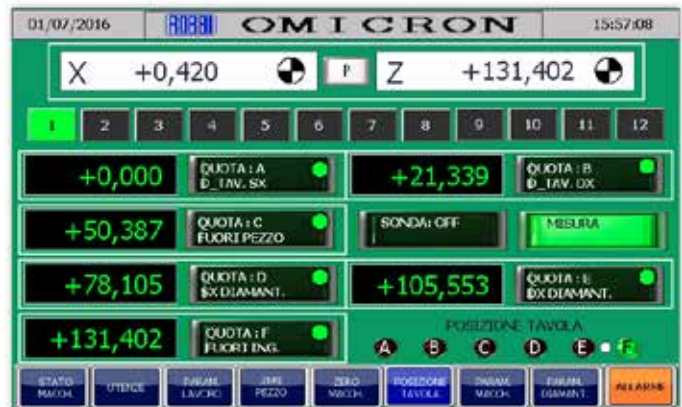 01/07/2016 ROBBI OMICRON 15:57:08
X +0,420 P Z +131,402
1 2 3 4 5 6 7 8 9 10 11 12
+0,000 QUOTA : A
D_TAV. SX
+21,339 QUOTA : B
D_TAV. DX
+50,387 QUOTA : C
FUORI PEZZO
SONDA: OFF MISURA
+78,105 QUOTA : D
SX DIAMANT.
+105,553 QUOTA : E
DX DIAMANT.
+131,402 QUOTA : F
FUORI ING.
POSIZIONE TAVOLA
A B C D E F
STATO
MACCH.
UTENZE
PARAM.
LAVORO
ZERO
MACCH.
POSIZIONE
TAVOLA
PARAM.
MACCH.
PARAM.
DIAMANT.
ALLARMI